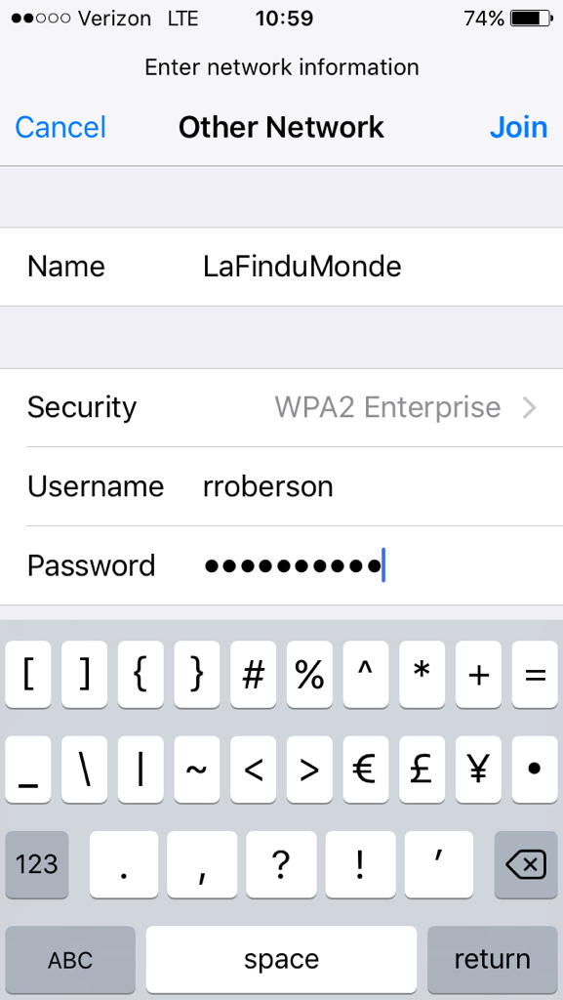 Verizon LTE 10:59 74%
Enter network information
Cancel Other Network Join
Name LaFinduMonde
Security WPA2 Enterprise
Username rroberson
Password ••••••••••
[ ] { } # % ^ * + =
_ \ | ~ < > € £ ¥ •
123 . , ? ! ’
ABC space return